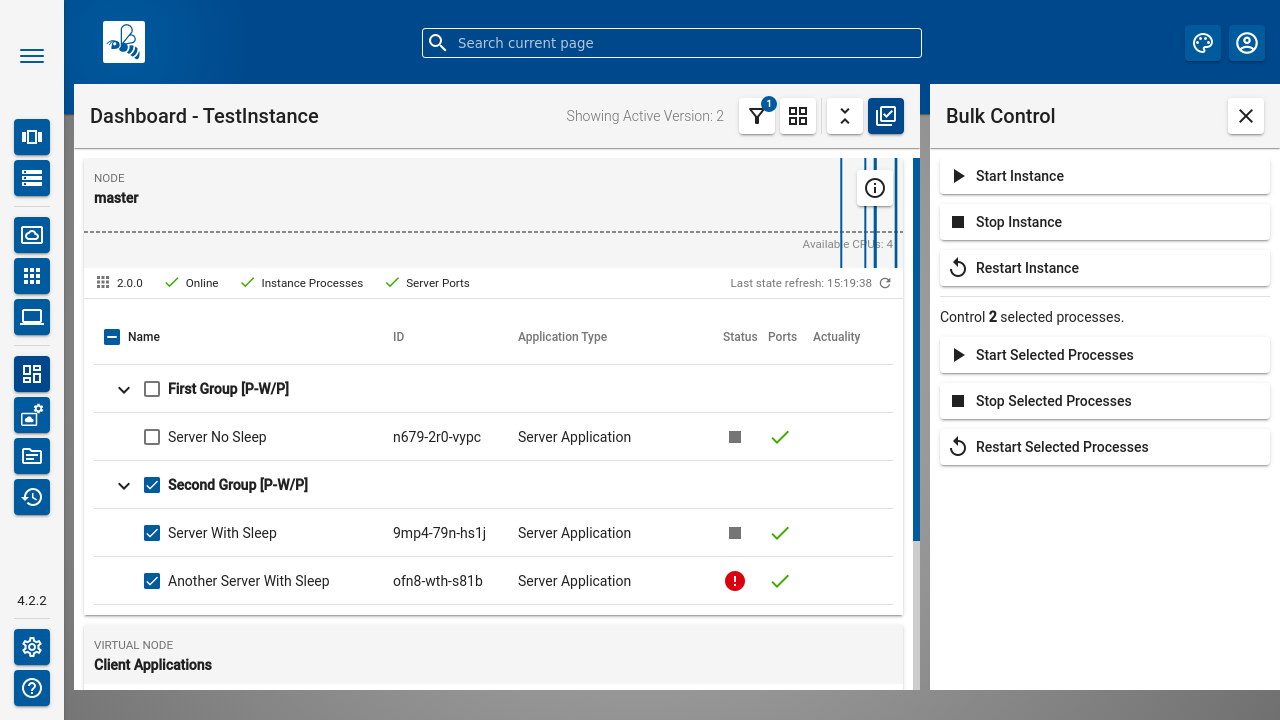 Search current page
Dashboard - TestInstance
Showing Active Version: 2
1
Bulk Control
NODE
master
Available CPUs: 4
2.0.0
Online
Instance Processes
Server Ports
Last state refresh: 15:19:38
Name ID Application Type Status Ports Actuality
First Group [P-W/P]
Server No Sleep n679-2r0-vypc Server Application
Second Group [P-W/P]
Server With Sleep 9mp4-79n-hs1j Server Application
Another Server With Sleep ofn8-wth-s81b Server Application
VIRTUAL NODE
Client Applications
Start Instance
Stop Instance
Restart Instance
Control 2 selected processes.
Start Selected Processes
Stop Selected Processes
Restart Selected Processes
4.2.2